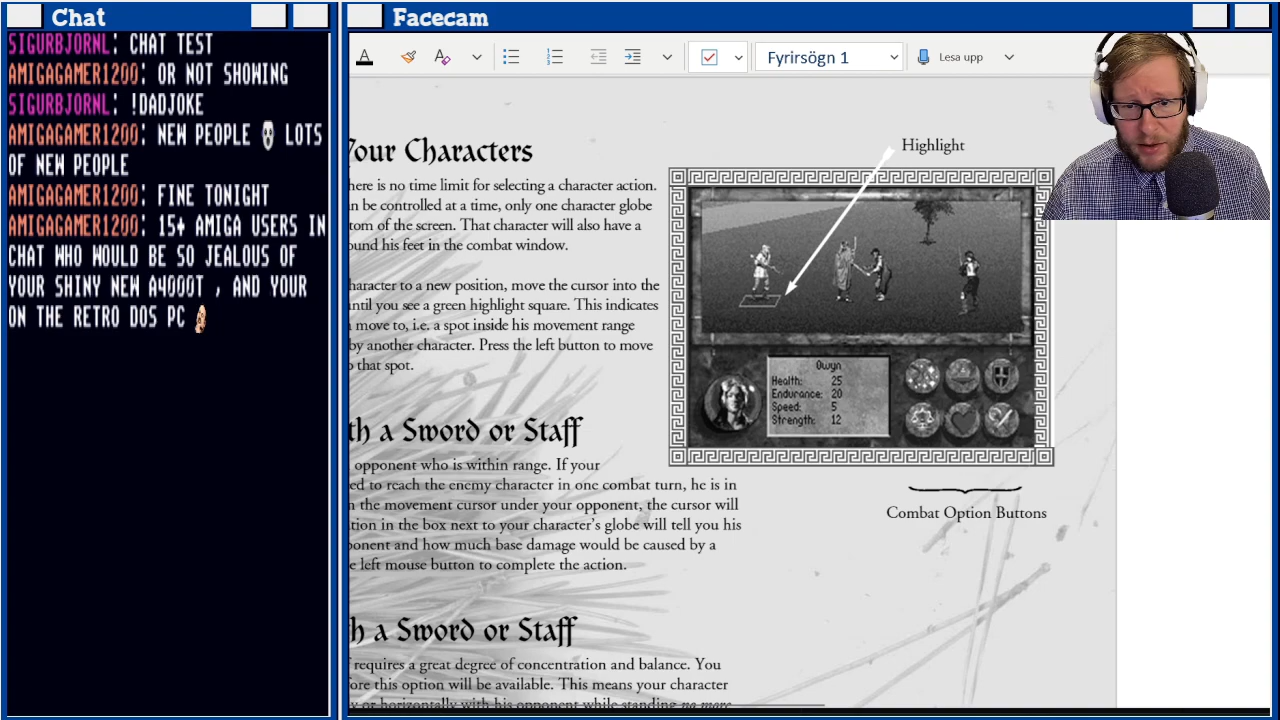 Chat
SIGURBJORNL: CHAT TEST
AMIGAGAMER1200: OR NOT SHOWING
SIGURBJORNL: !DADJOKE
AMIGAGAMER1200: NEW PEOPLE LOTS
OF NEW PEOPLE
AMIGAGAMER1200: FINE TONIGHT
AMIGAGAMER1200: 15+ AMIGA USERS IN
CHAT WHO WOULD BE SO JEALOUS OF
YOUR SHINY NEW A4000T , AND YOUR
ON THE RETRO DOS PC
Facecam
A
A
Fyrirsögn 1
Lesa upp
Your Characters
here is no time limit for selecting a character action.
n be controlled at a time, only one character globe
tom of the screen. That character will also have a
ound his feet in the combat window.
haracter to a new position, move the cursor into the
until you see a green highlight square. This indicates
move to, i.e. a spot inside his movement range
by another character. Press the left button to move
that spot.
Highlight
Owyn
Health: 25
Endurance: 20
Speed: 5
Strength: 12
Combat Option Buttons
th a Sword or Staff
opponent who is within range. If your
ed to reach the enemy character in one combat turn, he is in
n the movement cursor under your opponent, the cursor will
tion in the box next to your character's globe will tell you his
ponent and how much base damage would be caused by a
e left mouse button to complete the action.
h a Sword or Staff
requires a great degree of concentration and balance. You
fore this option will be available. This means your character
y or horizontally with his opponent while standing no more